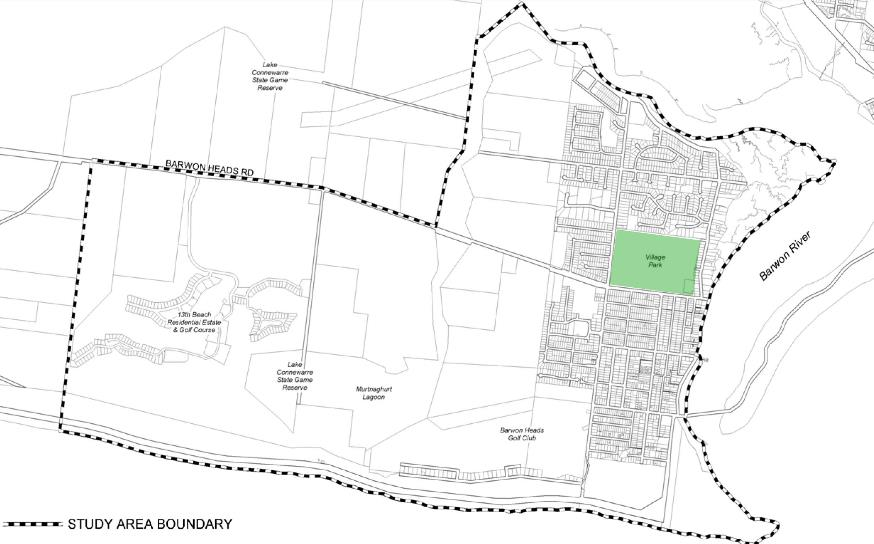 Lake
Connewarre
State Game
Reserve
BARWON HEADS RD
Village
Park
Barwon River
13th Beach
Residential Estate
& Golf Course
Lake
Connewarre
State Game
Reserve
Murtnaghurt
Lagoon
Barwon Heads
Golf Club
STUDY AREA BOUNDARY